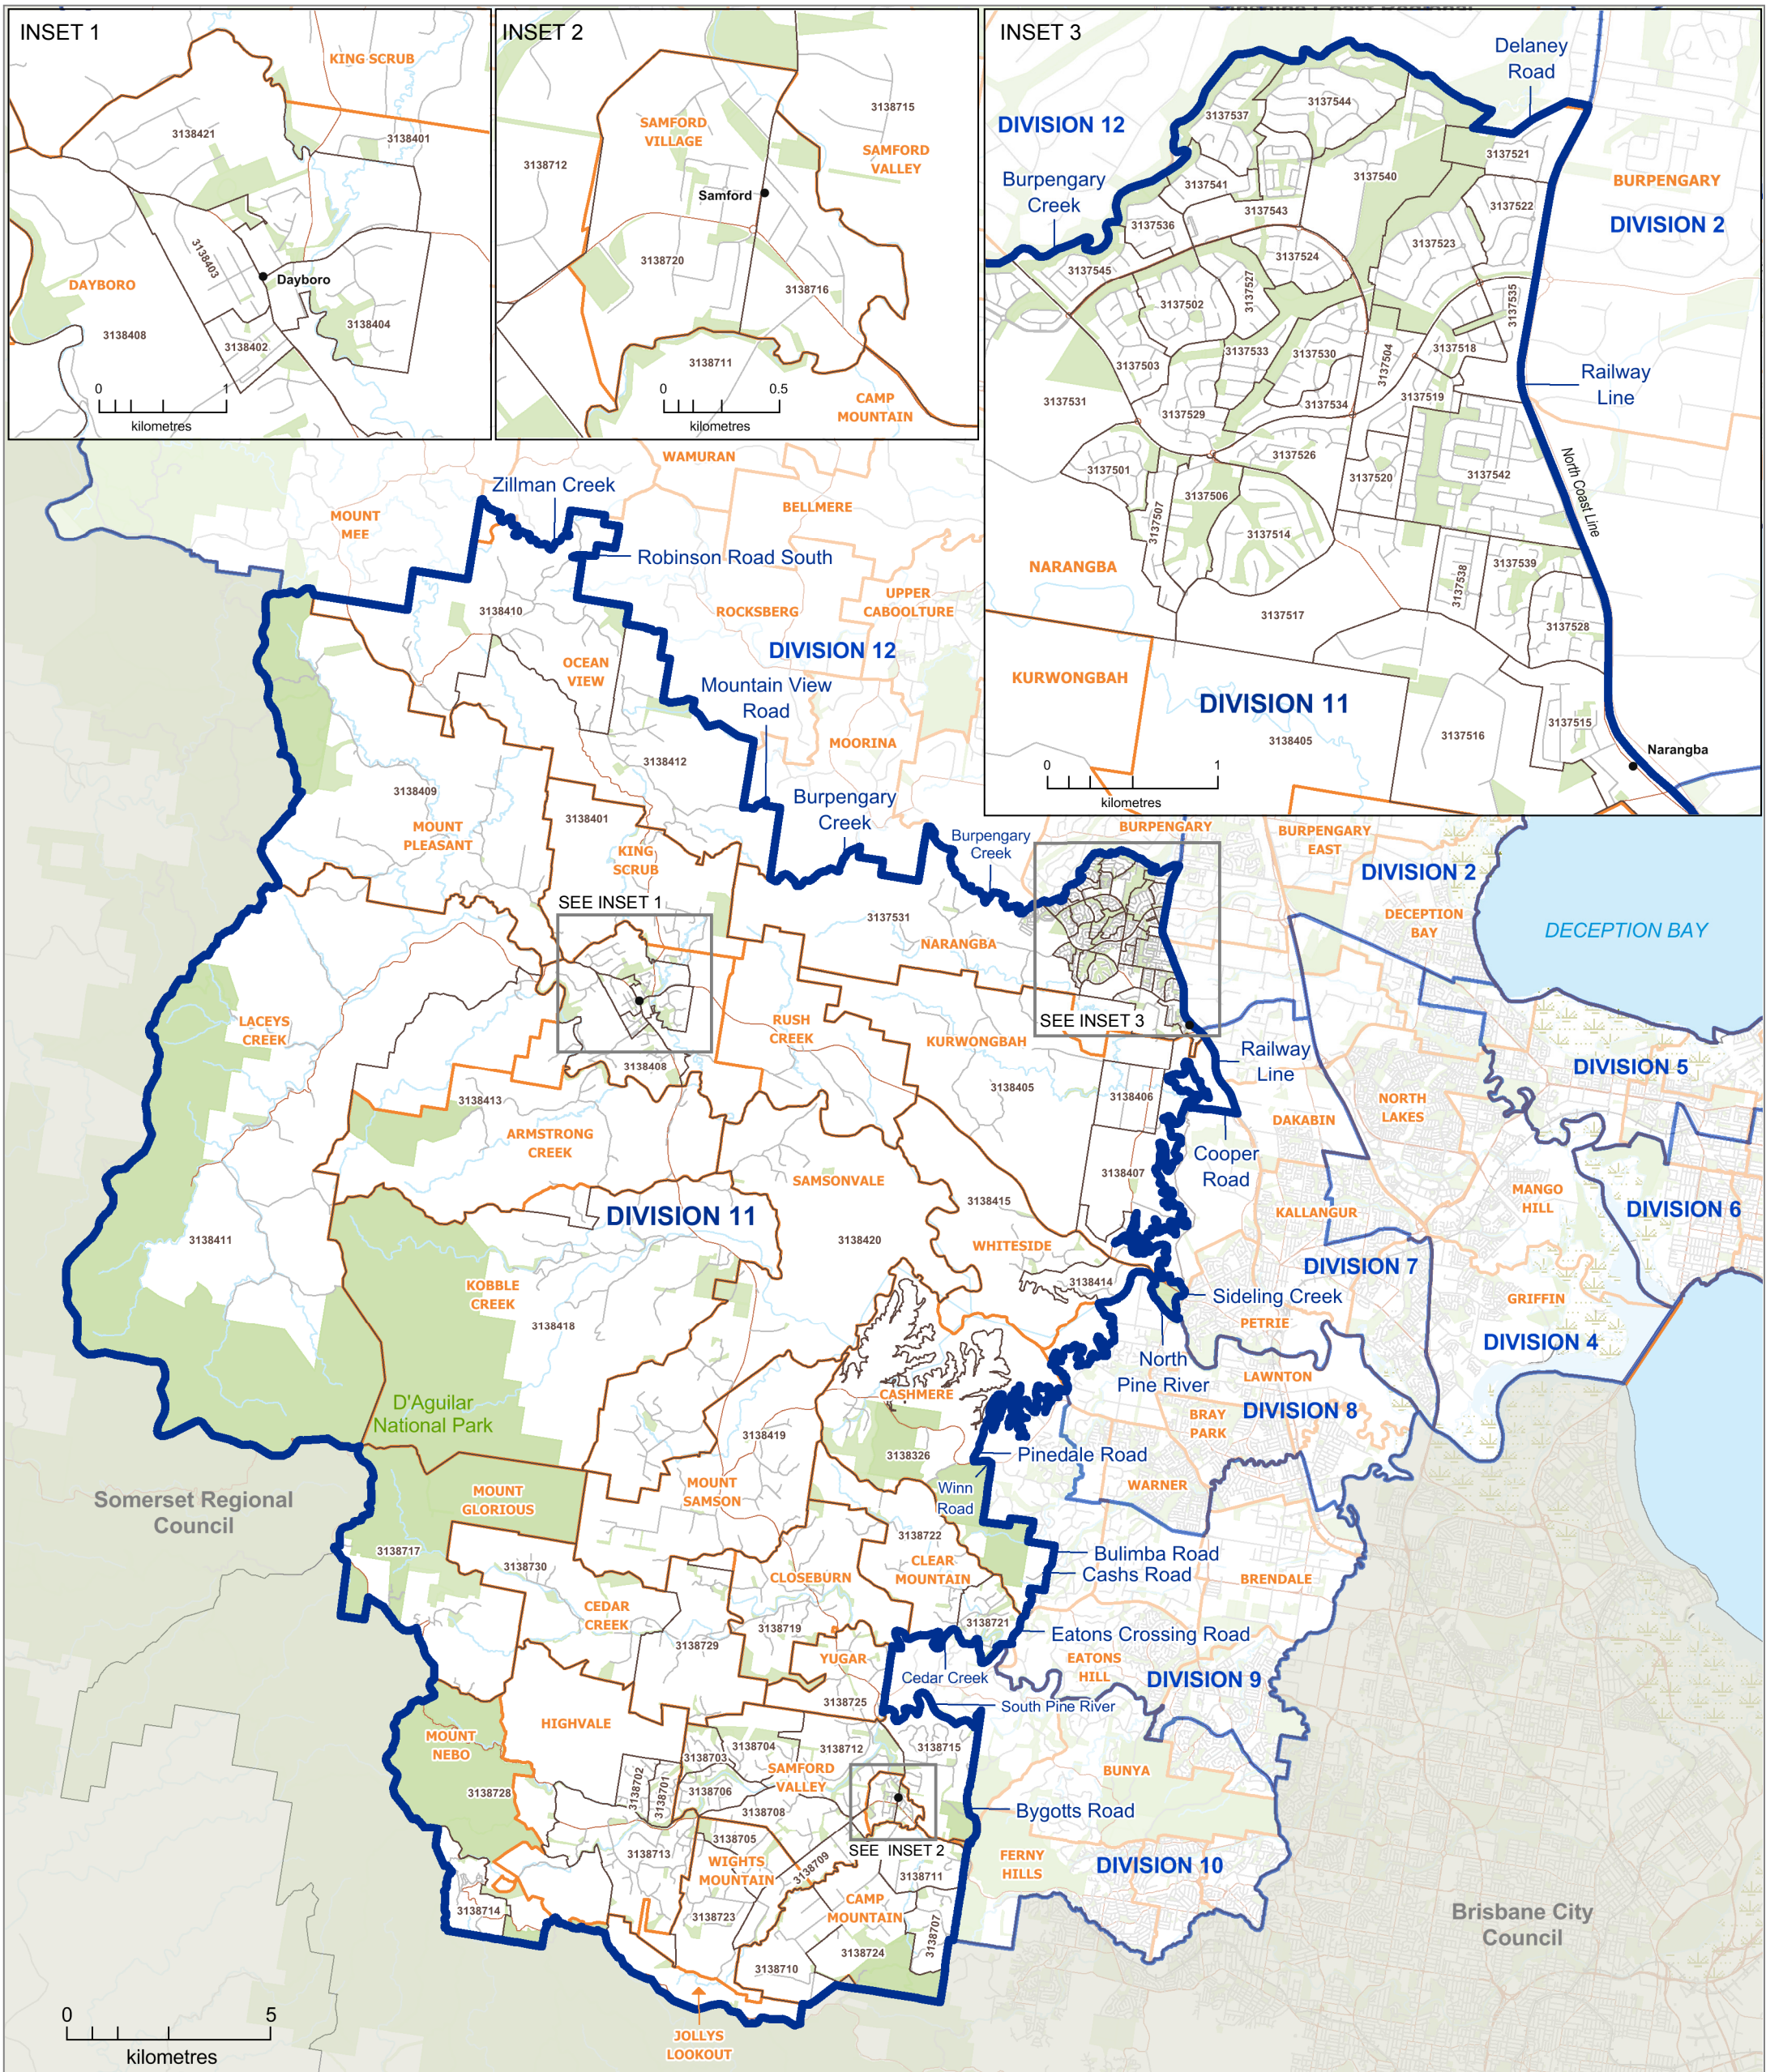 INSET 1
KING SCRUB
3138421
3138401
3138403
Dayboro
DAYBORO
3138408
3138404
3138402
0
1
kilometres
INSET 2
SAMFORD
VILLAGE
3138715
3138712
SAMFORD
VALLEY
Samford
3138720
3138716
3138711
CAMP
MOUNTAIN
0
0.5
kilometres
INSET 3
Delaney
Road
DIVISION 12
3137537
3137544
3137521
BURPENGARY
DIVISION 2
Burpengary
Creek
3137541
3137540
3137522
3137536
3137543
3137523
3137545
3137524
3137527
3137502
3137535
3137503
3137533
3137530
3137504
3137518
Railway
Line
3137531
3137529
3137534
3137519
3137501
3137526
3137520
3137542
North Coast Line
3137506
3137507
3137514
NARANGBA
3137538
3137539
3137517
3137528
KURWONGBAH
DIVISION 11
3138405
3137516
3137515
Narangba
0
1
kilometres
WAMURAN
Zillman Creek
BELLMERE
MOUNT
MEE
Robinson Road South
3138410
ROCKSBERG
UPPER
CABOOLTURE
OCEAN
VIEW
DIVISION 12
Mountain View
Road
MOORINA
3138412
3138409
Burpengary
Creek
3138401
MOUNT
PLEASANT
KING
SCRUB
Burpengary
Creek
BURPENGARY
BURPENGARY
EAST
DIVISION 2
DECEPTION
BAY
DECEPTION BAY
SEE INSET 1
3137531
NARANGBA
LACEYS
CREEK
RUSH
CREEK
KURWONGBAH
SEE INSET 3
3138408
3138405
3138406
Railway
Line
DIVISION 5
3138413
ARMSTRONG
CREEK
NORTH
LAKES
DAKABIN
Cooper
Road
3138407
SAMSONVALE
3138415
MANGO
HILL
DIVISION 6
DIVISION 11
KALLANGUR
3138411
3138420
WHITESIDE
DIVISION 7
3138414
KOBBLE
CREEK
3138418
Sideling Creek
GRIFFIN
PETRIE
DIVISION 4
North
Pine River
LAWNTON
D'Aguilar
National Park
CASHMERE
BRAY
PARK
DIVISION 8
3138419
3138326
Pinedale Road
MOUNT
SAMSON
WARNER
Somerset Regional
Council
MOUNT
GLORIOUS
Winn
Road
3138722
3138717
3138730
CLEAR
MOUNTAIN
CLOSEBURN
Bulimba Road
Cashs Road
BRENDALE
CEDAR
CREEK
3138719
3138721
3138729
Eatons Crossing Road
YUGAR
Cedar Creek
EATONS
HILL
DIVISION 9
3138725
South Pine River
HIGHVALE
MOUNT
NEBO
3138703
3138704
3138712
3138715
SAMFORD
VALLEY
BUNYA
3138728
3138702
3138701
3138706
3138708
Bygotts Road
SEE INSET 2
3138705
3138713
WIGHTS
MOUNTAIN
3138709
3138711
FERNY
HILLS
DIVISION 10
3138714
3138723
CAMP
MOUNTAIN
3138707
3138724
3138710
Brisbane City
Council
JOLLYS
LOOKOUT
0
5
kilometres